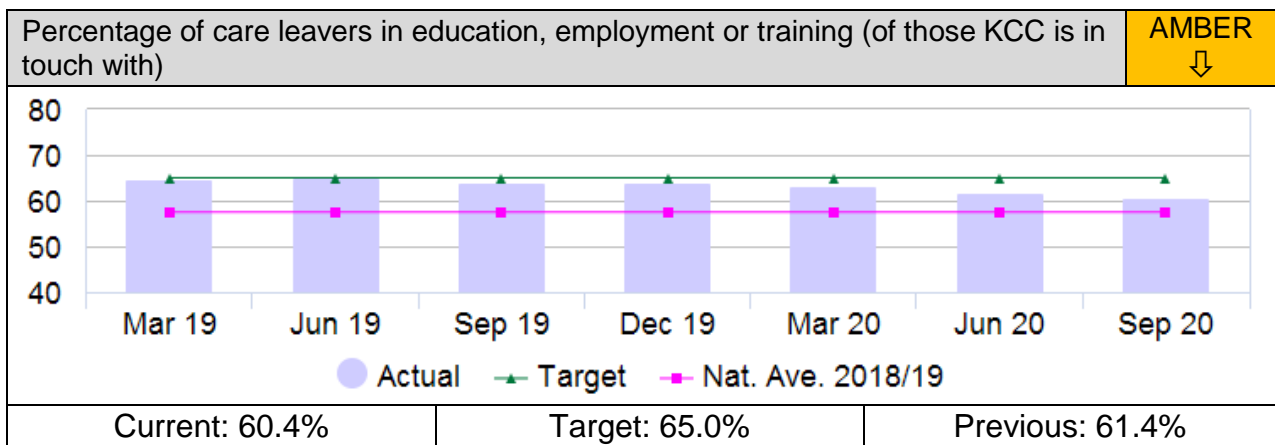 Percentage of care leavers in education, employment or training (of those KCC is in
touch with)
AMBER
⇩
80
70
60
50
40
Mar 19 Jun 19 Sep 19 Dec 19 Mar 20 Jun 20 Sep 20
Actual Target Nat. Ave. 2018/19
Current: 60.4% Target: 65.0% Previous: 61.4%